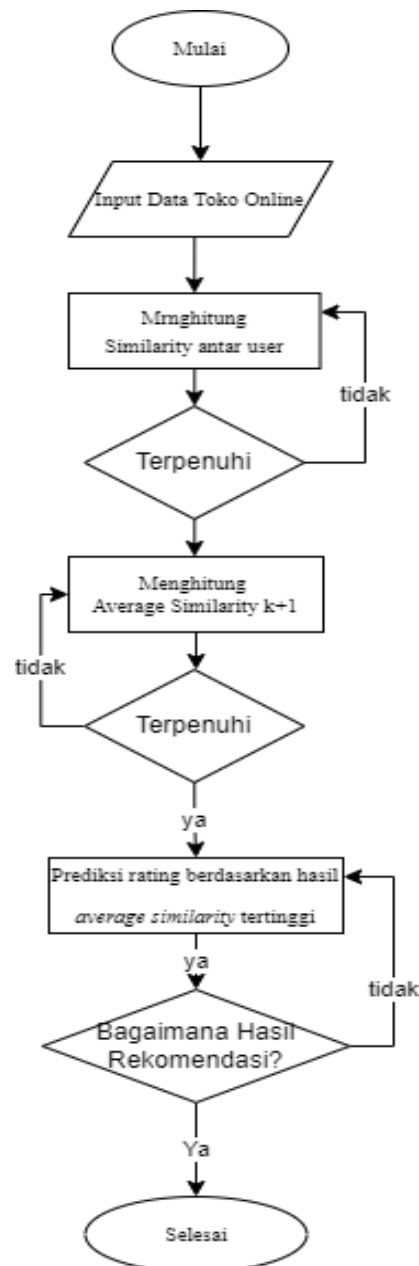 Mulai
Input Data Toko Online
Mrnghitung
Similarity antar user
tidak
Terpenuhi
Menghitung
Average Similarity k+1
tidak
Terpenuhi
ya
Prediksi rating berdasarkan hasil
average similarity tertinggi
ya
tidak
Bagaimana Hasil
Rekomendasi?
Ya
Selesai